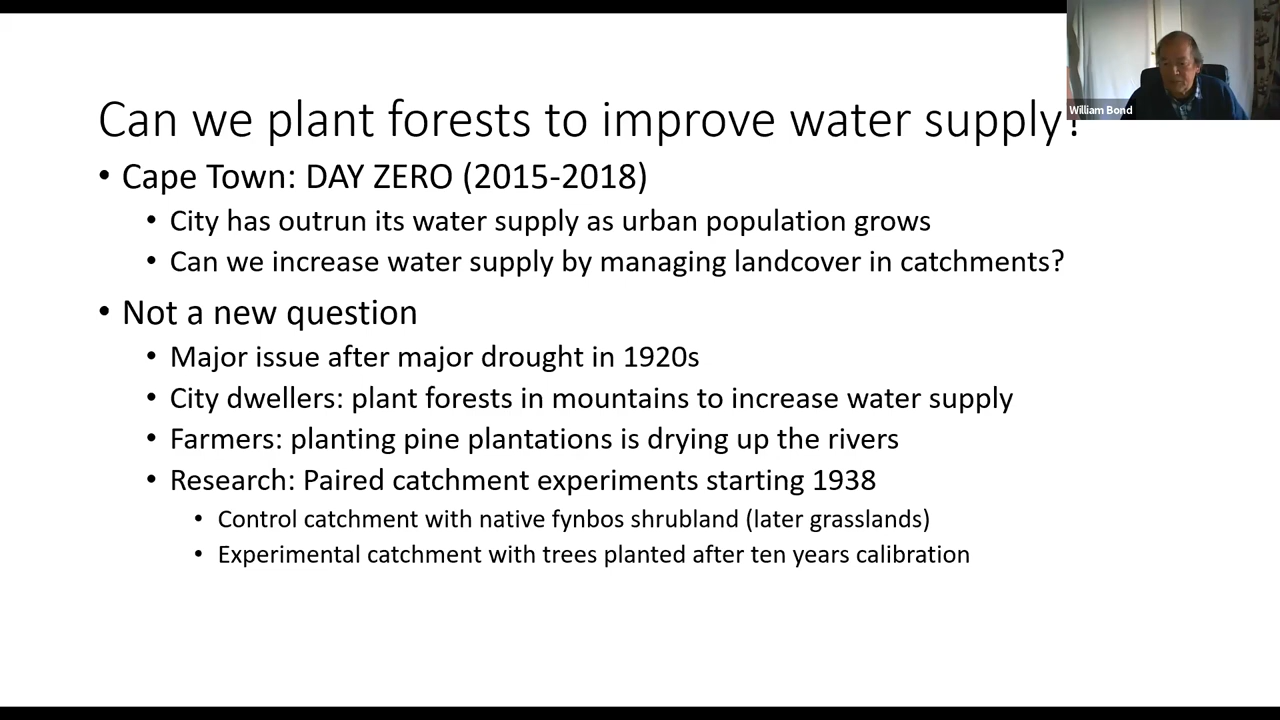 William Bond
Can we plant forests to improve water supply?
• Cape Town: DAY ZERO (2015-2018)
• City has outrun its water supply as urban population grows
• Can we increase water supply by managing landcover in catchments?
• Not a new question
• Major issue after major drought in 1920s
• City dwellers: plant forests in mountains to increase water supply
• Farmers: planting pine plantations is drying up the rivers
• Research: Paired catchment experiments starting 1938
• Control catchment with native fynbos shrubland (later grasslands)
• Experimental catchment with trees planted after ten years calibration